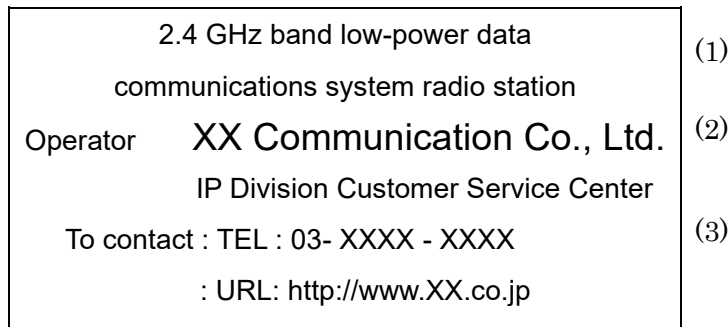 2.4 GHz band low-power data (1)
communications system radio station
Operator XX Communication Co., Ltd. (2)
IP Division Customer Service Center
To contact : TEL : 03- XXXX - XXXX (3)
: URL: http://www.XX.co.jp